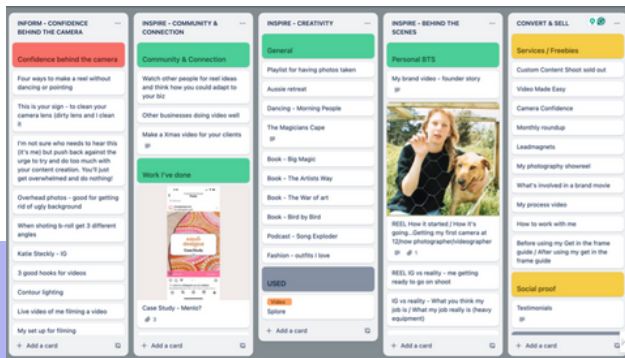 INFORM - CONFIDENCE
BEHIND THE CAMERA
Confidence behind the camera
Four ways to make a reel without
dancing or pointing
This is your sign - to clean your
camera lens (dirty lens and I clean
it
I'm not sure who needs to hear this
(it's me) but push back against the
urge to try and do too much with
your content creation. You'll just
get overwhelmed and do nothing!
Overhead photos - good for getting
rid of ugly background
When shooting b-roll get 3 different
angles
Katie Steckly - IG
3 good hooks for videos
Contour lighting
Live video of me filming a video
My set up for filming
+ Add a card
INSPIRE - COMMUNITY &
CONNECTION
Community & Connection
Watch other people for reel ideas
and think how you could adapt to
your biz
Other businesses doing video well
Make a Xmas video for your clients
Work I've done
Case Study - Menlo?
3
+ Add a card
INSPIRE - CREATIVITY
General
Playlist for having photos taken
Aussie retreat
Dancing - Morning People
The Magicians Cape
Book - Big Magic
Book - The Artists Way
Book - The War of art
Book - Bird by Bird
Podcast - Song Exploder
Fashion - outfits I love
USED
Video
Splore
+ Add a card
INSPIRE - BEHIND THE
SCENES
Personal BTS
My brand video - founder story
REEL How it started / How it's
going...Getting my first camera at
12/now photographer/videographer
1
REEL IG vs reality - me getting
ready to go on shoot
IG vs reality - What you think my
job is / What my job really is (heavy
equipment)
+ Add a card
CONVERT & SELL
Services / Freebies
Custom Content Shoot sold out
Video Made Easy
Camera Confidence
Monthly roundup
Leadmagnets
My photography showreel
What's involved in a brand movie
My process video
How to work with me
Before using my Get in the frame
guide / After using my get in the
frame guide
Social proof
Testimonials
+ Add a card